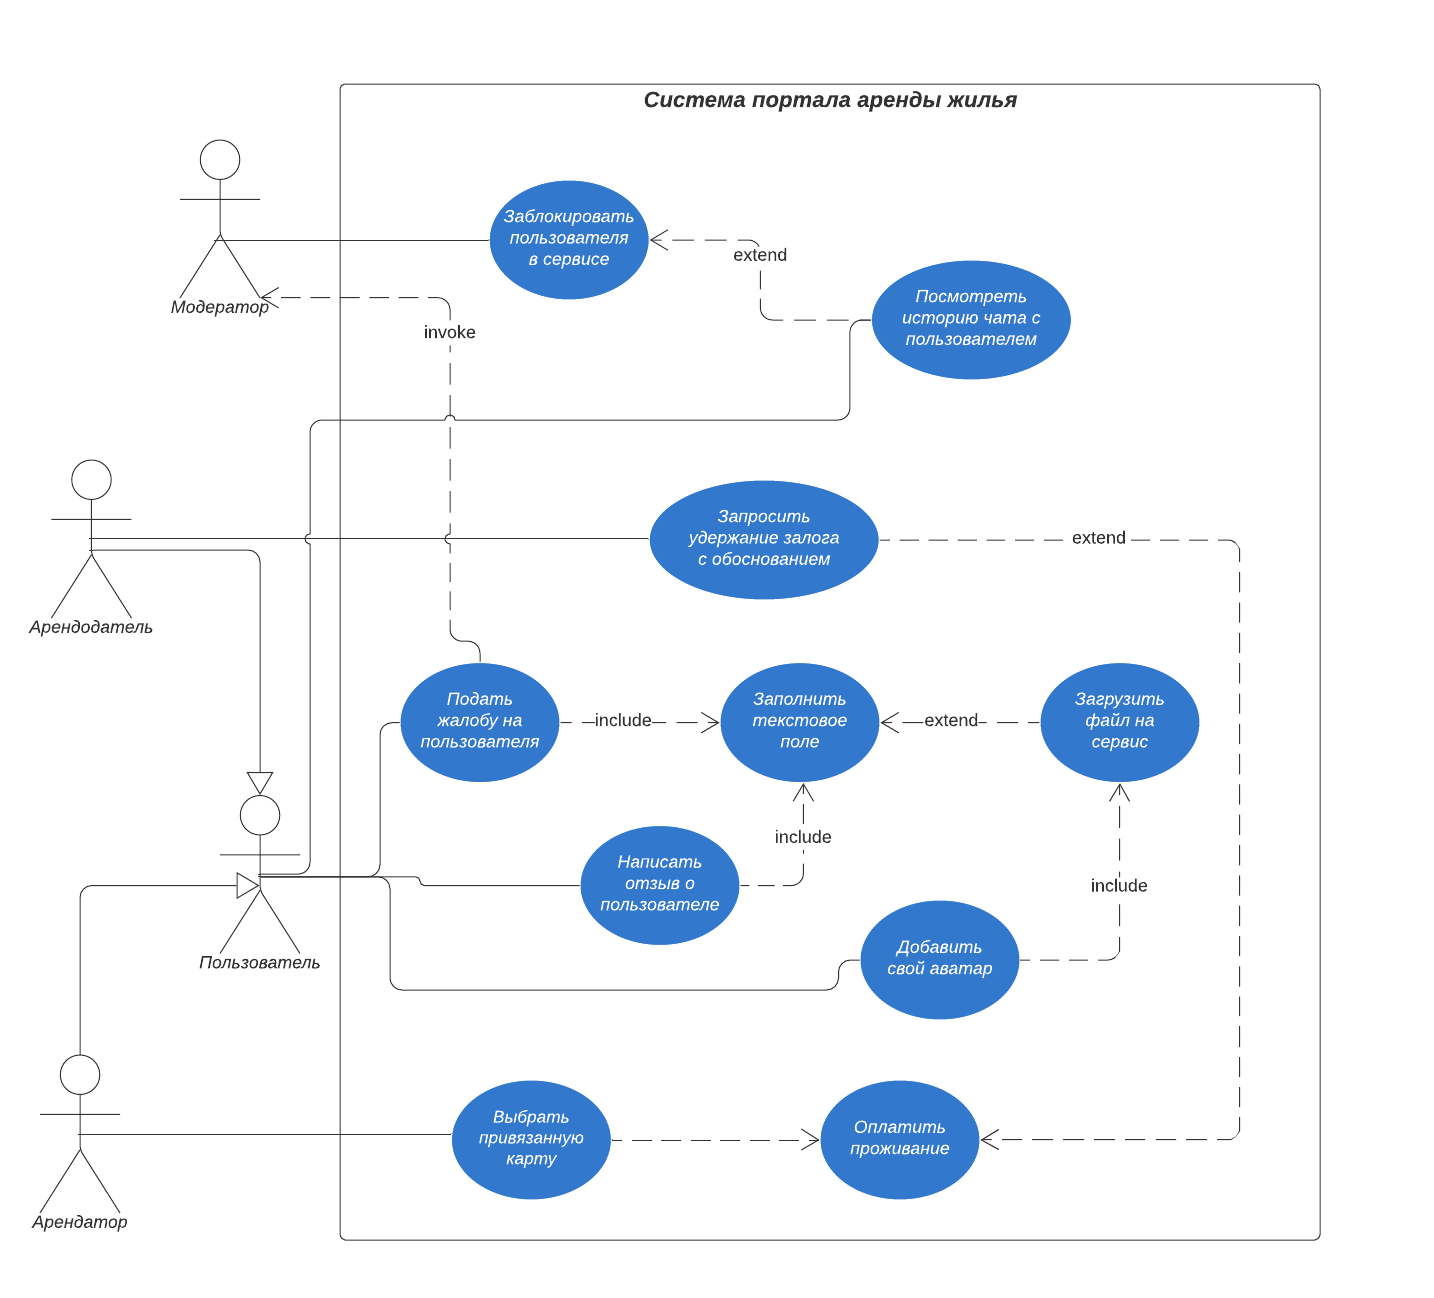 Система портала аренды жилья
Заблокировать
пользователя
в сервисе
extend
Посмотреть
историю чата с
пользователем
Модератор
invoke
Запросить
удержание залога
с обоснованием
extend
Арендодатель
Подать
жалобу на
пользователя
include
Заполнить
текстовое
поле
extend
Загрузить
файл на
сервис
include
Написать
отзыв о
пользователе
include
Добавить
свой аватар
Пользователь
Выбрать
привязанную
карту
Оплатить
проживание
Арендатор